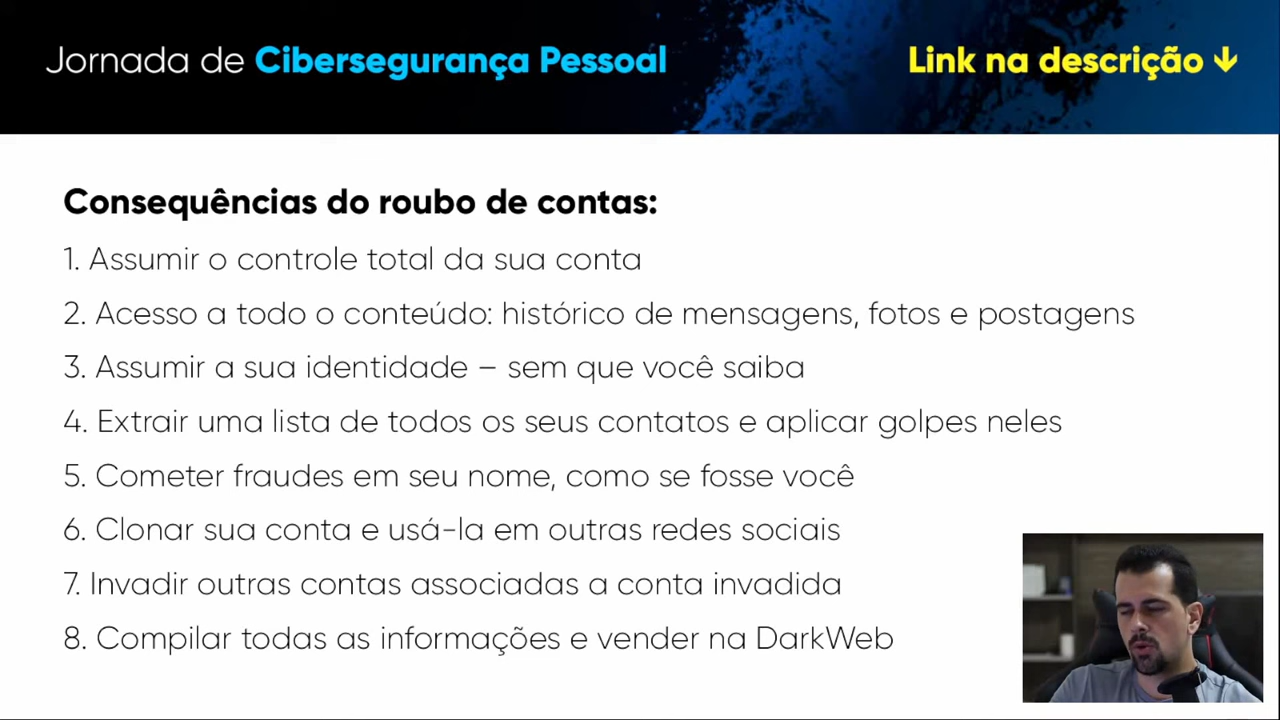 Jornada de Cibersegurança Pessoal
Link na descrição ↓
Consequências do roubo de contas:
1. Assumir o controle total da sua conta
2. Acesso a todo o conteúdo: histórico de mensagens, fotos e postagens
3. Assumir a sua identidade – sem que você saiba
4. Extrair uma lista de todos os seus contatos e aplicar golpes neles
5. Cometer fraudes em seu nome, como se fosse você
6. Clonar sua conta e usá-la em outras redes sociais
7. Invadir outras contas associadas a conta invadida
8. Compilar todas as informações e vender na DarkWeb